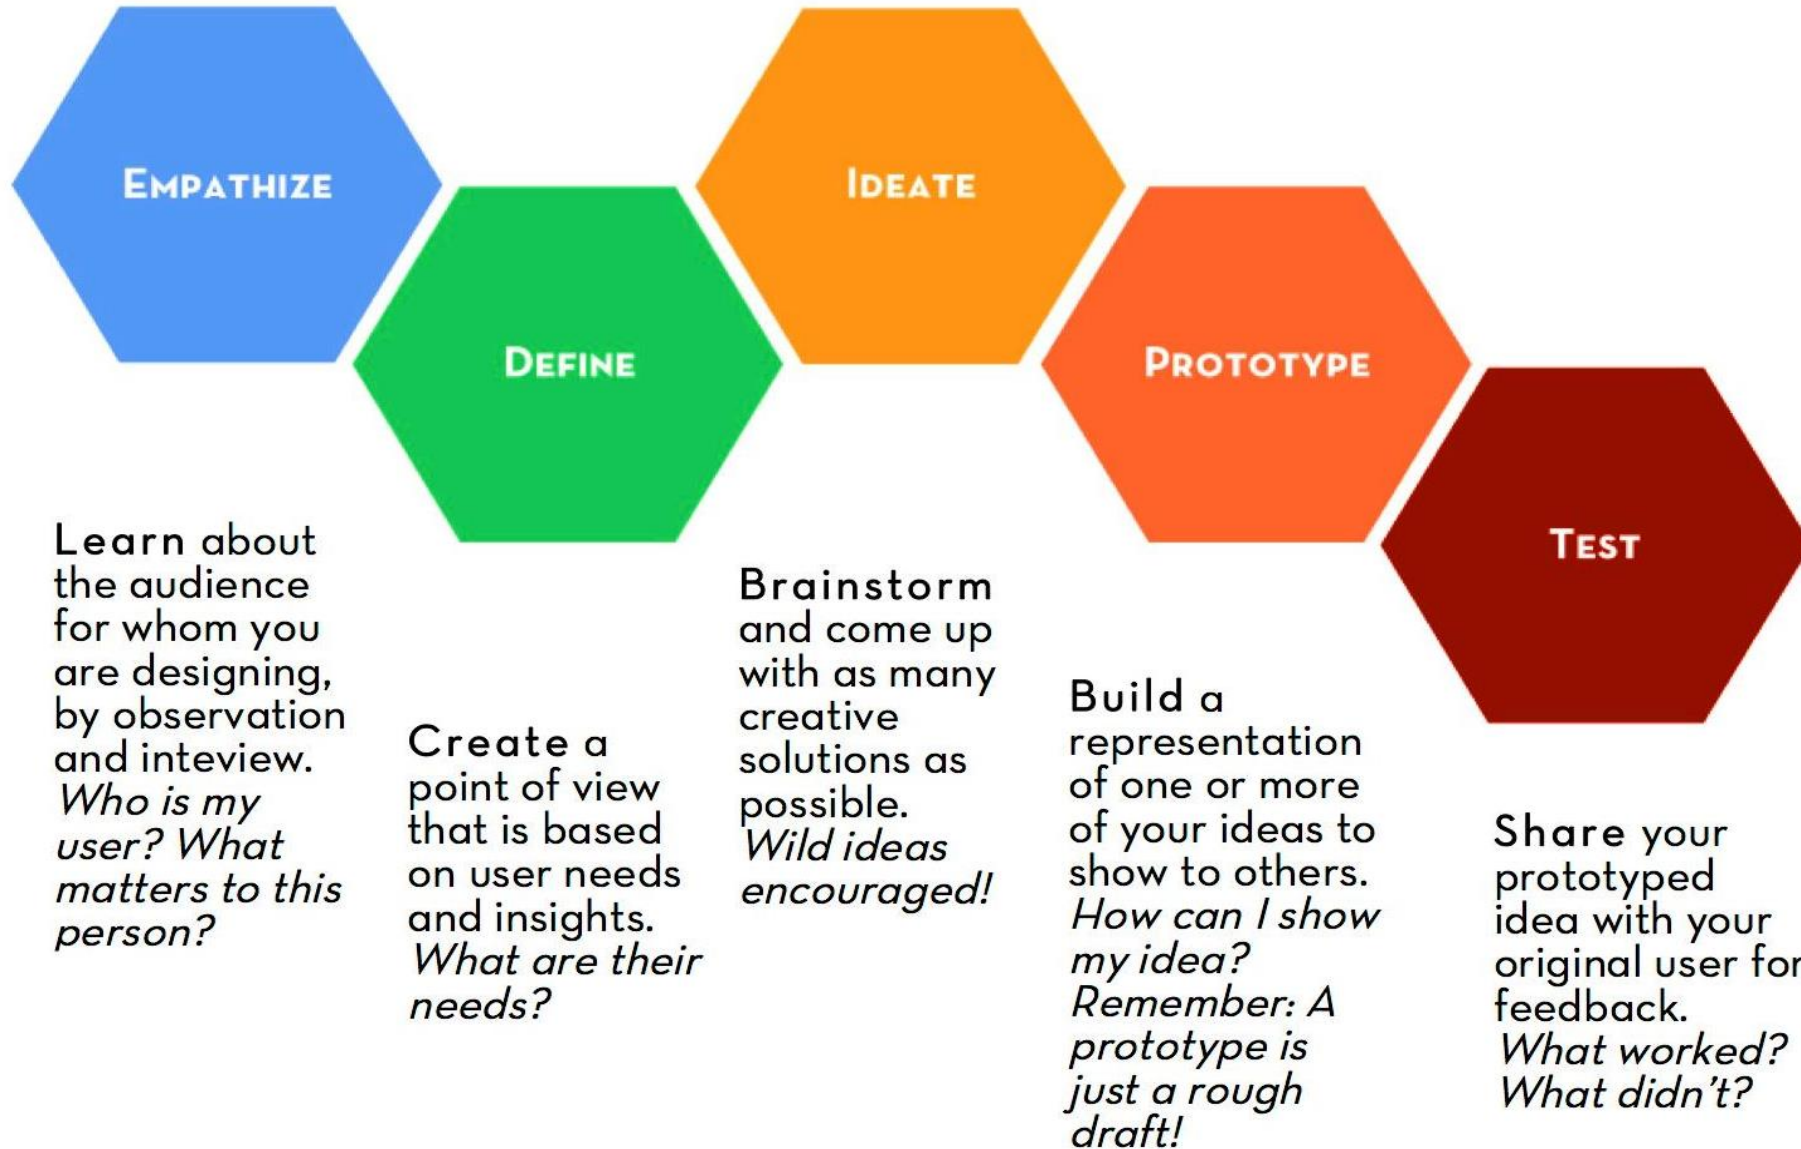 EMPATHIZE
DEFINE
IDEATE
PROTOTYPE
TEST
Learn about
the audience
for whom you
are designing,
by observation
and inteview.
Who is my
user? What
matters to this
person?
Create a
point of view
that is based
on user needs
and insights.
What are their
needs?
Brainstorm
and come up
with as many
creative
solutions as
possible.
Wild ideas
encouraged!
Build a
representation
of one or more
of your ideas to
show to others.
How can I show
my idea?
Remember: A
prototype is
just a rough
draft!
Share your
prototyped
idea with your
original user for
feedback.
What worked?
What didn't?